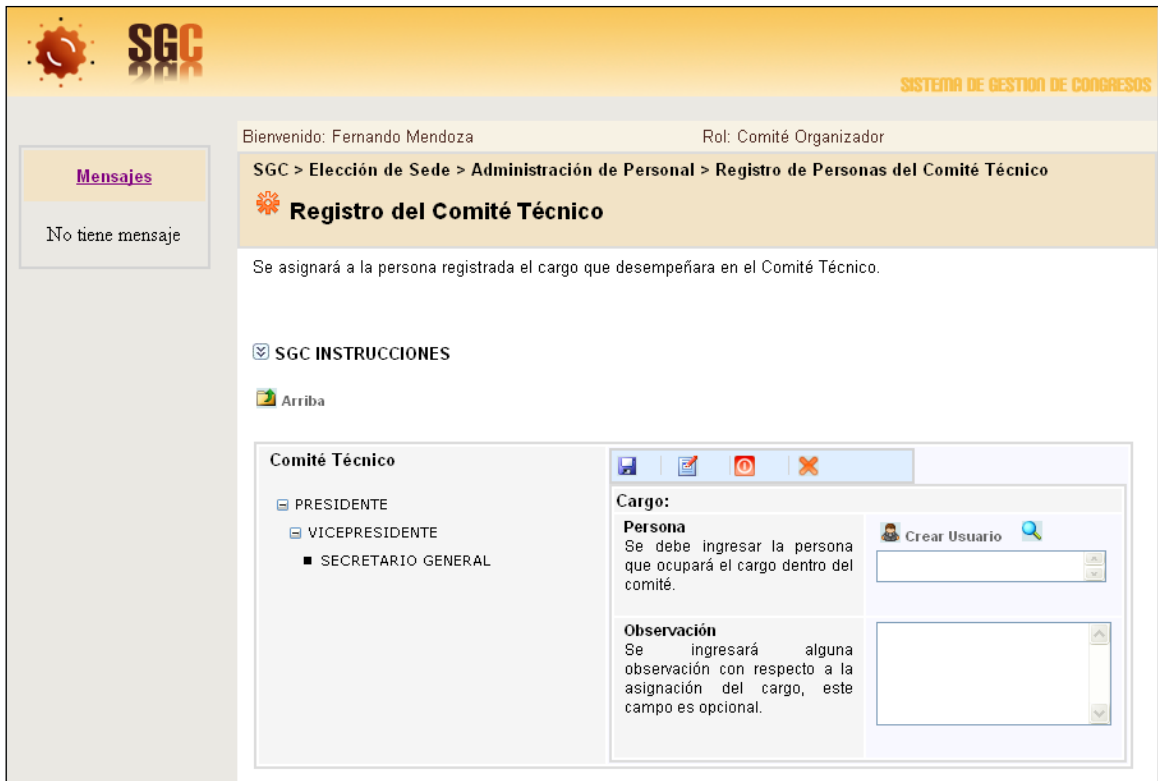 SGC
SISTEMA DE GESTION DE CONGRESOS
Bienvenido: Fernando Mendoza
Rol: Comité Organizador
Mensajes
No tiene mensaje
SGC > Elección de Sede > Administración de Personal > Registro de Personas del Comité Técnico
Registro del Comité Técnico
Se asignará a la persona registrada el cargo que desempeñara en el Comité Técnico.
SGC INSTRUCCIONES
Arriba
Comité Técnico
PRESIDENTE
VICEPRESIDENTE
SECRETARIO GENERAL
Cargo:
Persona
Se debe ingresar la persona
que ocupará el cargo dentro del
comité.
Crear Usuario
Observación
Se ingresará alguna
observación con respecto a la
asignación del cargo, este
campo es opcional.